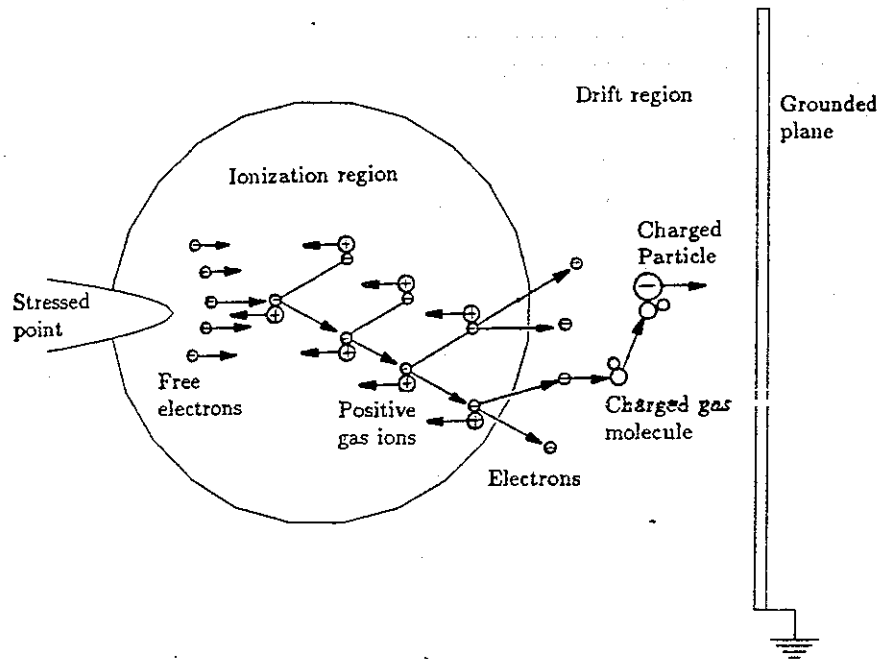 Drift region
Grounded
plane
Ionization region
Charged
Particle
Stressed
point
Free
electrons
Positive
gas ions
Charged gas
molecule
Electrons